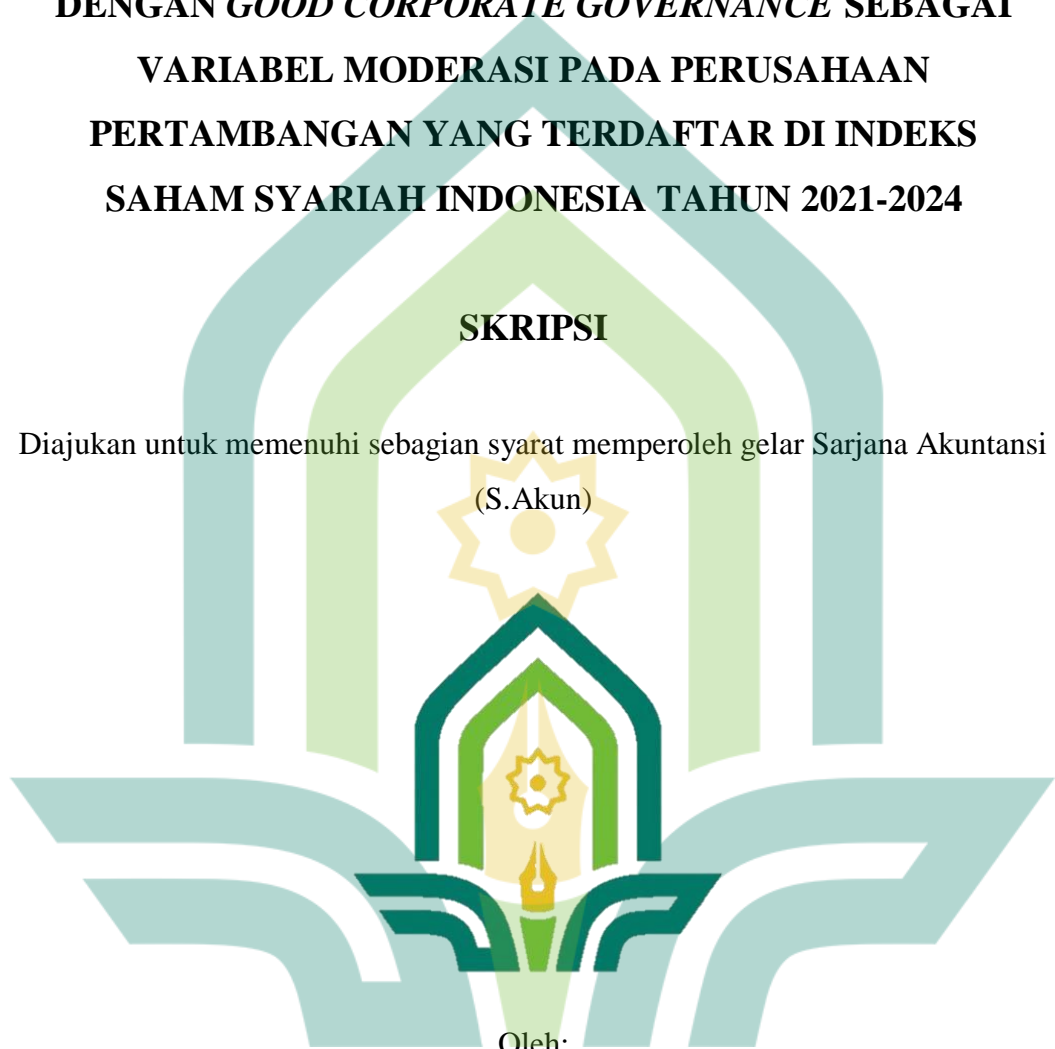 DENGAN GOOD CORPORATE GOVERNANCE SEBAGAI
VARIABEL MODERASI PADA PERUSAHAAN
PERTAMBANGAN YANG TERDAFTAR DI INDEKS
SAHAM SYARIAH INDONESIA TAHUN 2021-2024
SKRIPSI
Diajukan untuk memenuhi sebagian syarat memperoleh gelar Sarjana Akuntansi
(S.Akun)
Oleh: